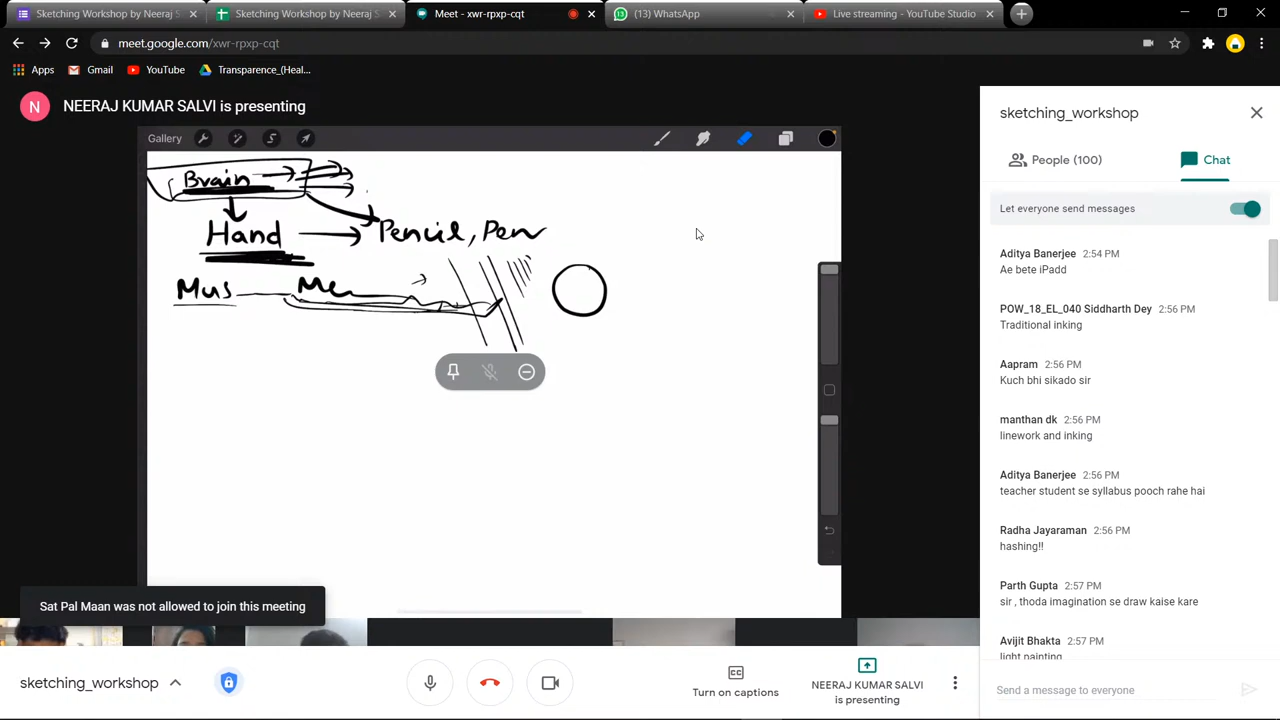 Sketching Workshop by Neeraj S
Sketching Workshop by Neeraj S
Meet - xwr-rpxp-cqt
(13) WhatsApp
Live streaming - YouTube Studio
meet.google.com/xwr-rpxp-cqt
Apps
Gmail
YouTube
Transparence_(Heal...
N
NEERAJ KUMAR SALVI is presenting
Gallery
Brain
Hand
Pencil, Pen
Mus
Me
Sat Pal Maan was not allowed to join this meeting
sketching_workshop
Turn on captions
NEERAJ KUMAR SALVI
is presenting
sketching_workshop
People (100)
Chat
Let everyone send messages
Aditya Banerjee 2:54 PM
Ae bete iPadd
POW_18_EL_040 Siddharth Dey 2:56 PM
Traditional inking
Aapram 2:56 PM
Kuch bhi sikado sir
manthan dk 2:56 PM
linework and inking
Aditya Banerjee 2:56 PM
teacher student se syllabus pooch rahe hai
Radha Jayaraman 2:56 PM
hashing!!
Parth Gupta 2:57 PM
sir , thoda imagination se draw kaise kare
Avijit Bhakta 2:57 PM
light painting
Send a message to everyone